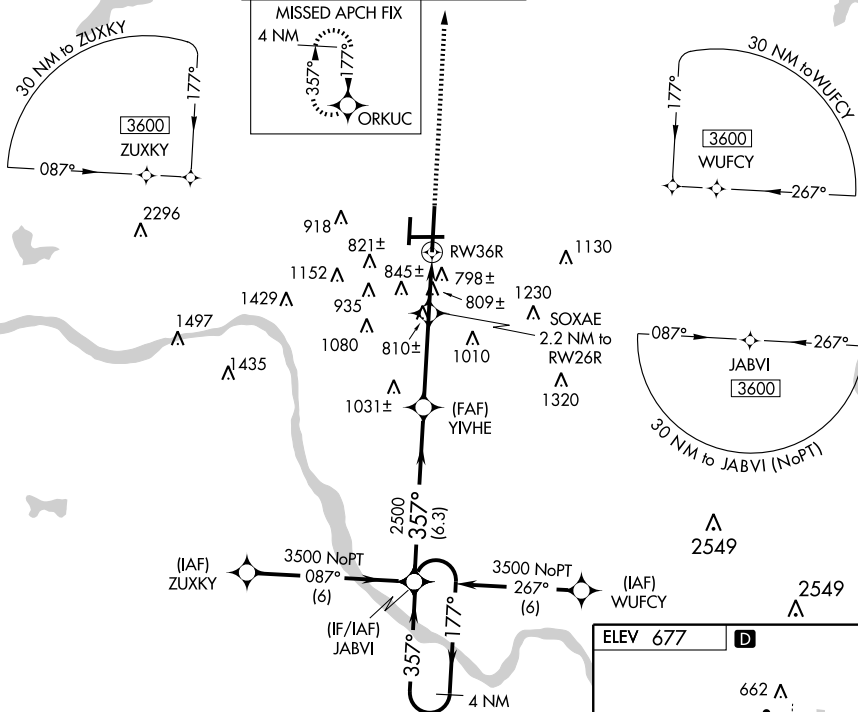 MISSED APCH FIX
4 NM
357°
177°
ORKUC
30 NM to ZUXKY
177°
3600
ZUXKY
087°
30 NM to WUFCY
177°
3600
WUFCY
267°
2296
918
821±
1152
845±
RW36R
798±
1130
1429
935
809±
1230
1497
1080
810±
SOXAE
2.2 NM to
RW26R
1010
1435
1031±
1320
087°
267°
JABVI
3600
30 NM to JABVI (NoPT)
(FAF)
YIVHE
2500
357°
(6.3)
2549
(IAF)
ZUXKY
3500 NoPT
087°
(6)
3500 NoPT
267°
(6)
(IAF)
WUFCY
2549
(IF/IAF)
JABVI
357°
177°
4 NM
ELEV 677
D
662